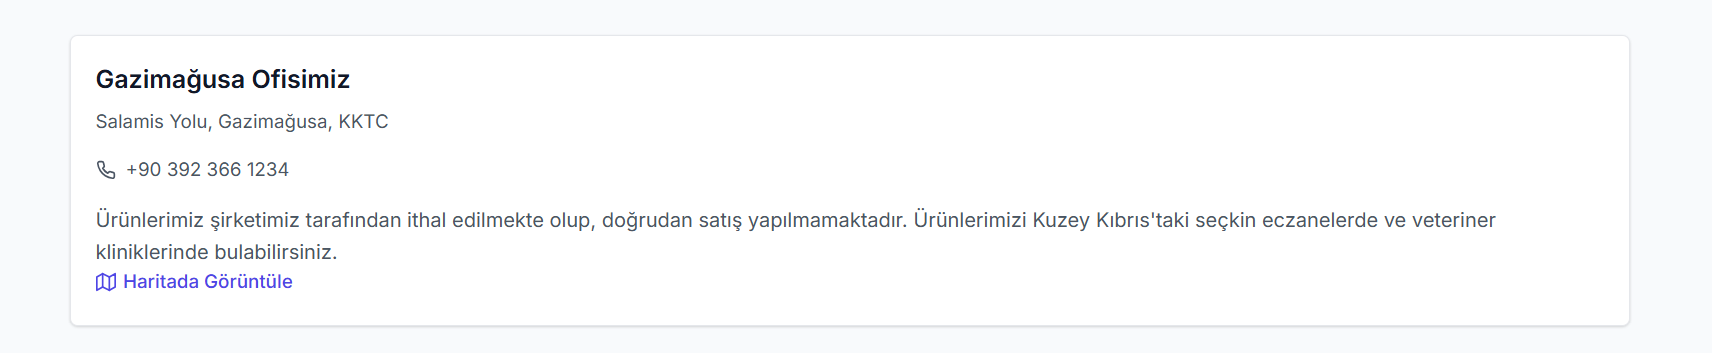 Gazimağusa Ofisimiz
Salamis Yolu, Gazimağusa, KKTC
+90 392 366 1234
Ürünlerimiz şirketimiz tarafından ithal edilmekte olup, doğrudan satış yapılmamaktadır. Ürünlerimizi Kuzey Kıbrıs'taki seçkin eczanelerde ve veteriner
kliniklerinde bulabilirsiniz.
Haritada Görüntüle